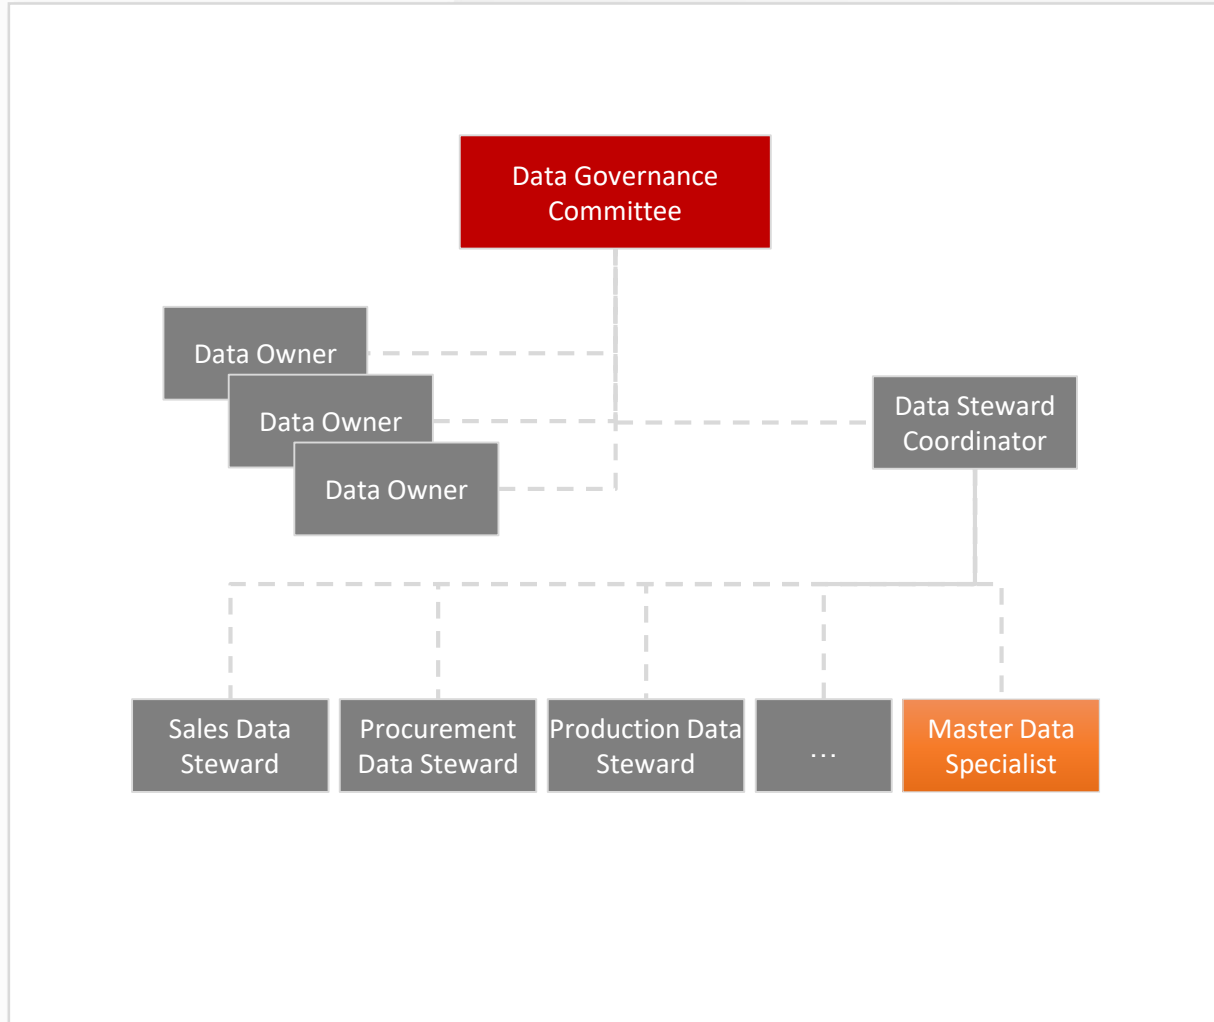 Data Governance
Committee
Data Owner
Data Owner
Data Owner
Data Steward
Coordinator
Sales Data
Steward
Procurement
Data Steward
Production Data
Steward
…
Master Data
Specialist